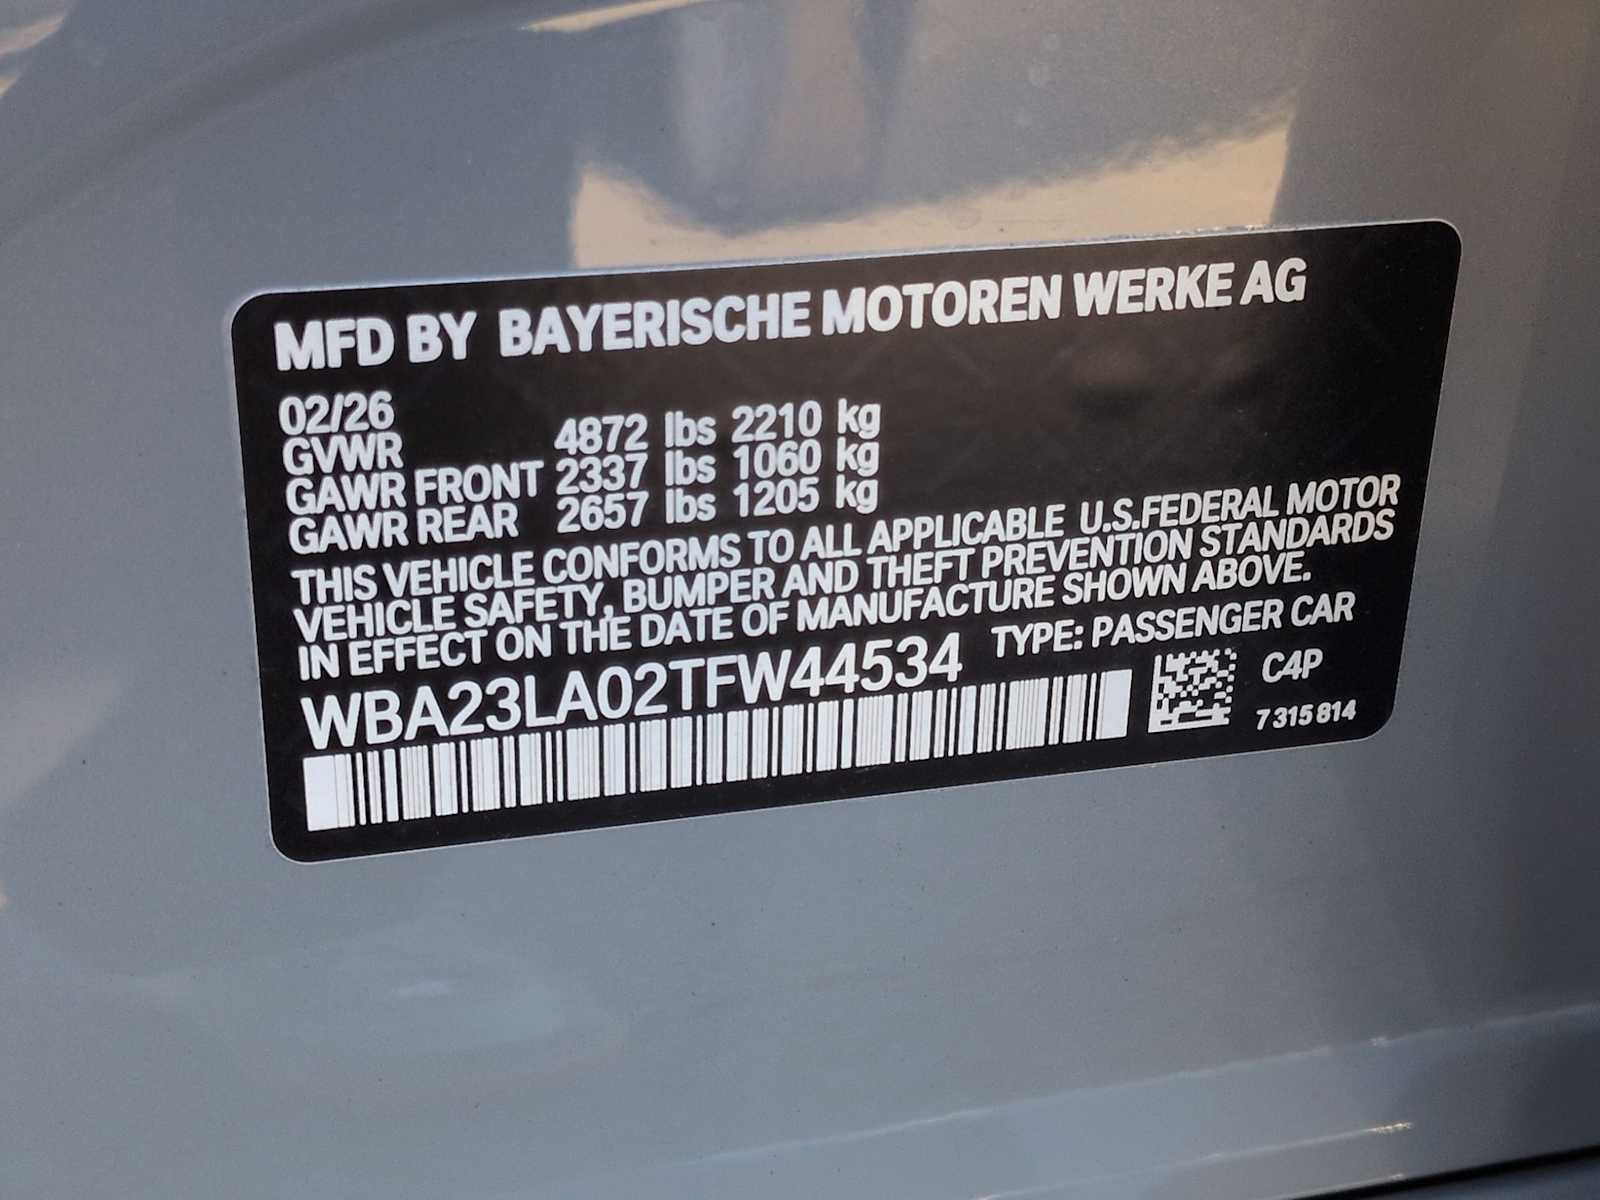 MFD BY BAYERISCHE MOTOREN WERKE AG
02/26
GVWR 4872 lbs 2210 kg
GAWR FRONT 2337 lbs 1060 kg
GAWR REAR 2657 lbs 1205 kg
THIS VEHICLE CONFORMS TO ALL APPLICABLE U.S.FEDERAL MOTOR
VEHICLE SAFETY, BUMPER AND THEFT PREVENTION STANDARDS
IN EFFECT ON THE DATE OF MANUFACTURE SHOWN ABOVE.
WBA23LA02TFW44534 TYPE: PASSENGER CAR
C4P
7 315 814